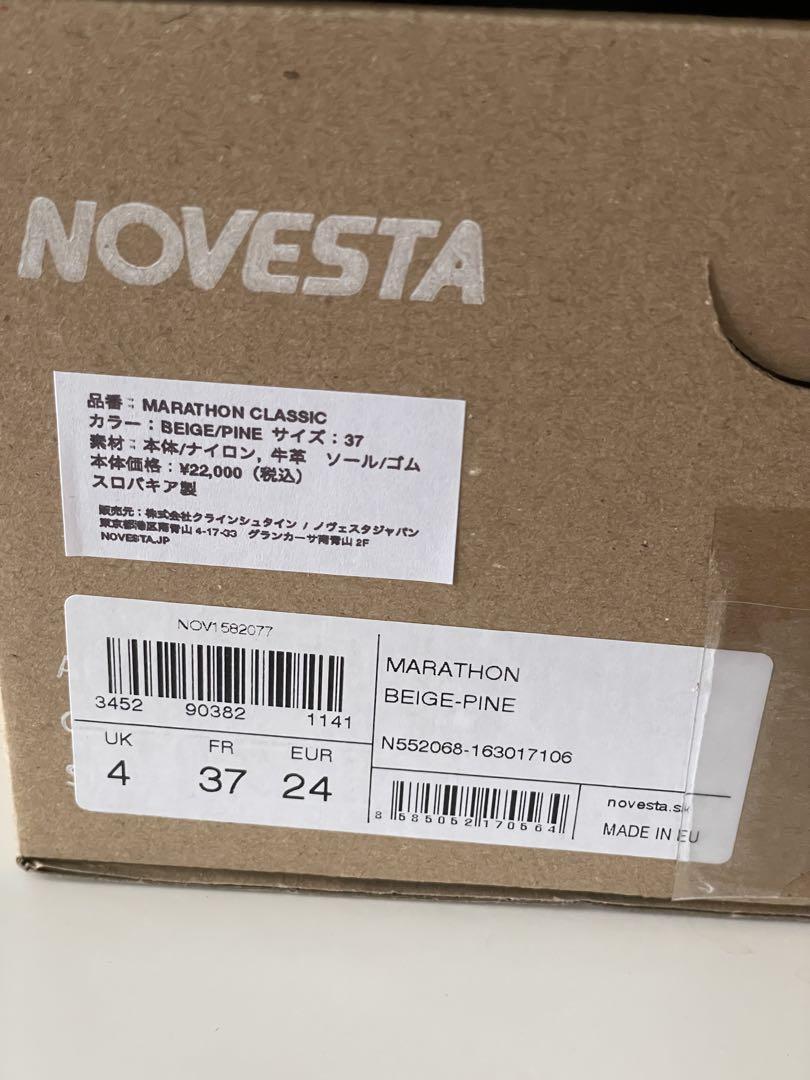 NOVESTA
品番：MARATHON CLASSIC
カラー：BEIGE/PINE サイズ：37
素材：本体/ナイロン, 牛革　ソール/ゴム
本体価格：¥22,000（税込）
スロバキア製
販売元：株式会社クラインシュタイン / ノヴェスタジャパン
東京都港区南青山 4-17-33　グランカーサ南青山 2F
NOVESTA.JP
NOV1582077
3452 90382 1141
UK FR EUR
4 37 24
MARATHON
BEIGE-PINE
N552068-163017106
8 585052 170564
novesta.sk
MADE IN EU